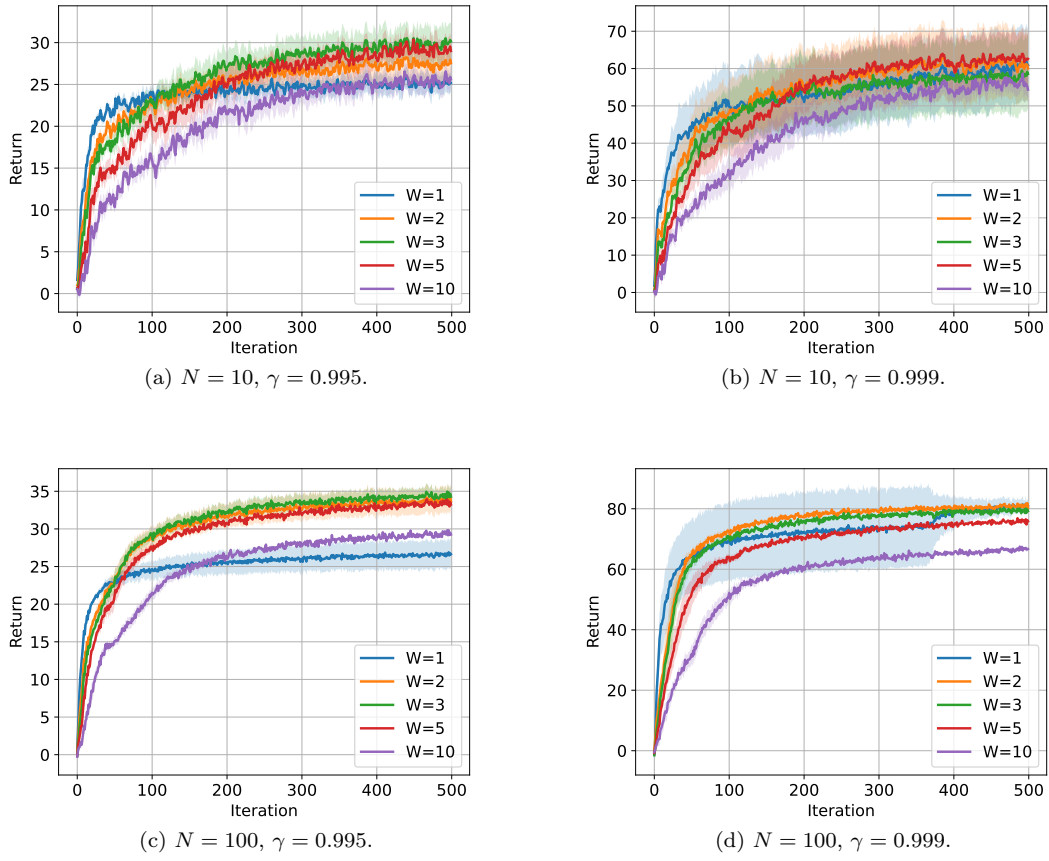 30
25
20
15
10
5
0
Return
W=1
W=2
W=3
W=5
W=10
0 100 200 300 400 500
Iteration
(a) N = 10, γ = 0.995.
70
60
50
40
30
20
10
0
Return
W=1
W=2
W=3
W=5
W=10
0 100 200 300 400 500
Iteration
(b) N = 10, γ = 0.999.
35
30
25
20
15
10
5
0
Return
W=1
W=2
W=3
W=5
W=10
0 100 200 300 400 500
Iteration
(c) N = 100, γ = 0.995.
80
60
40
20
0
Return
W=1
W=2
W=3
W=5
W=10
0 100 200 300 400 500
Iteration
(d) N = 100, γ = 0.999.